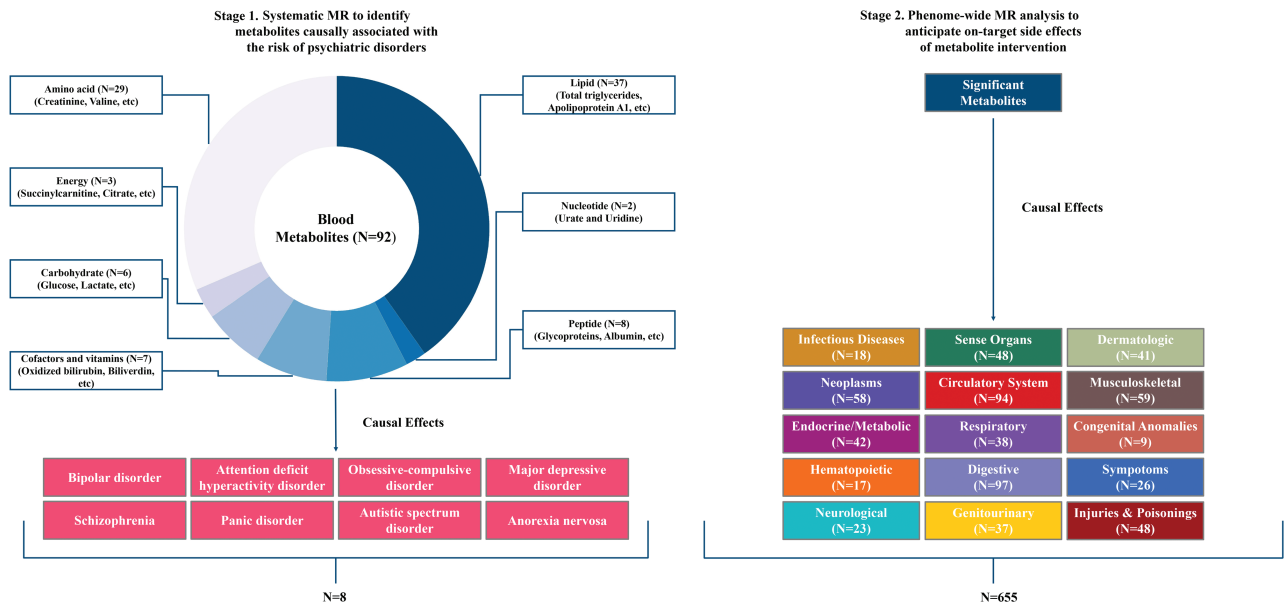 Stage 1. Systematic MR to identify
metabolites causally associated with
the risk of psychiatric disorders
Amino acid (N=29)
(Creatinine, Valine, etc)
Energy (N=3)
(Succinylcarnitine, Citrate, etc)
Carbohydrate (N=6)
(Glucose, Lactate, etc)
Cofactors and vitamins (N=7)
(Oxidized bilirubin, Biliverdin,
etc)
Blood
Metabolites (N=92)
Lipid (N=37)
(Total triglycerides,
Apolipoprotein A1, etc)
Nucleotide (N=2)
(Urate and Uridine)
Peptide (N=8)
(Glycoproteins, Albumin, etc)
Causal Effects
Bipolar disorder
Attention deficit
hyperactivity disorder
Obsessive-compulsive
disorder
Major depressive
disorder
Schizophrenia
Panic disorder
Autistic spectrum
disorder
Anorexia nervosa
N=8
Stage 2. Phenome-wide MR analysis to
anticipate on-target side effects
of metabolite intervention
Significant
Metabolites
Causal Effects
Infectious Diseases
(N=18)
Sense Organs
(N=48)
Dermatologic
(N=41)
Neoplasms
(N=58)
Circulatory System
(N=94)
Musculoskeletal
(N=59)
Endocrine/Metabolic
(N=42)
Respiratory
(N=38)
Congenital Anomalies
(N=9)
Hematopoietic
(N=17)
Digestive
(N=97)
Sympotoms
(N=26)
Neurological
(N=23)
Genitourinary
(N=37)
Injuries & Poisonings
(N=48)
N=655